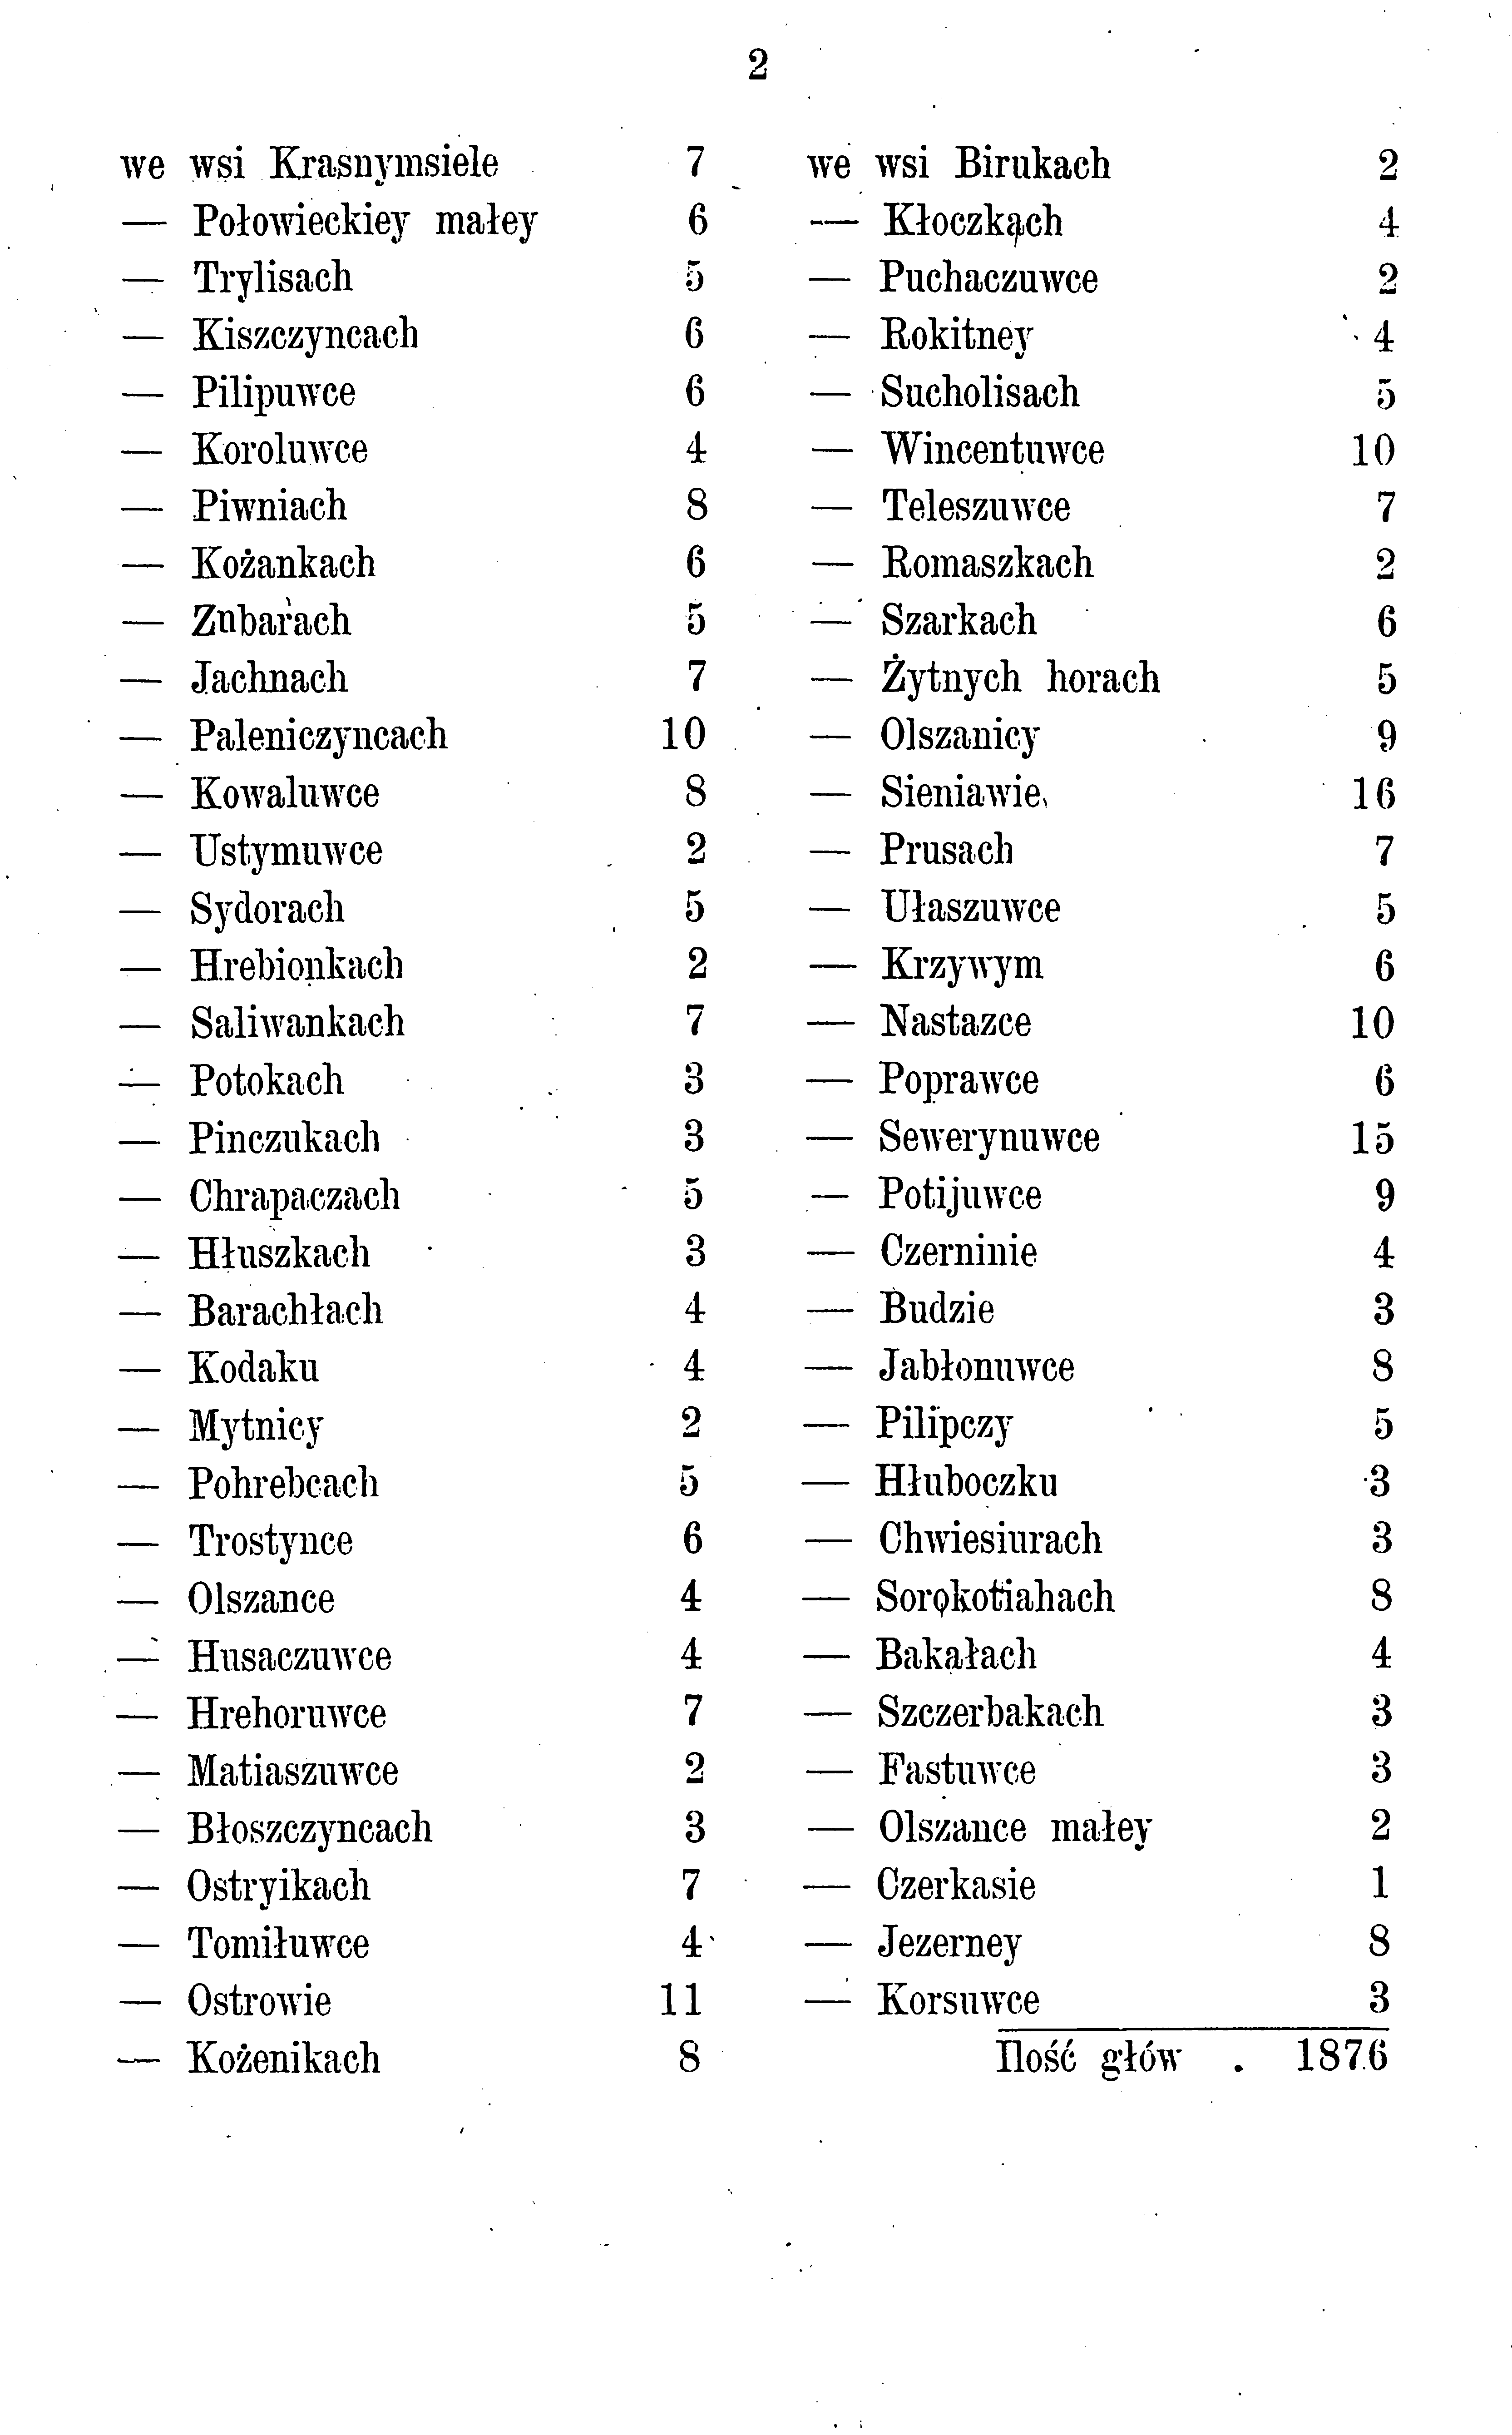 2
we wsi Krasnymsiele 7
— Połowieckiey małey 6
— Trylisach 5
— Kiszczyncach 6
— Pilipuwce 6
— Koroluwce 4
— Piwniach 8
— Kożankach 6
— Zubarach 5
— Jachnach 7
— Paleniczyncach 10
— Kowaluwce 8
— Ustymuwce 2
— Sydorach 5
— Hrebionkach 2
— Saliwankach 7
— Potokach 3
— Pinczukach 3
— Chrapaczach 5
— Hłuszkach 3
— Barachłach 4
— Kodaku 4
— Mytnicy 2
— Pohrebcach 5
— Trostynce 6
— Olszance 4
— Husaczuwce 4
— Hrehoruwce 7
— Matiaszuwce 2
— Błoszczyncach 3
— Ostryikach 7
— Tomiłuwce 4
— Ostrowie 11
— Kożenikach 8
we wsi Birukach 2
— Kłoczkach 4
— Puchaczuwce 2
— Rokitney 4
— Sucholisach 5
— Wincentuwce 10
— Teleszuwce 7
— Romaszkach 2
— Szarkach 6
— Żytnych horach 5
— Olszanicy 9
— Sieniawie 16
— Prusach 7
— Ułaszuwce 5
— Krzywym 6
— Nastazce 10
— Poprawce 6
— Sewerynuwce 15
— Potijuwce 9
— Czerninie 4
— Budzie 3
— Jabłonuwce 8
— Pilipczy 5
— Hłuboczku 3
— Chwiesiurach 3
— Sorokotiahach 8
— Bakałach 4
— Szczerbakach 3
— Fastuwce 3
— Olszance małey 2
— Czerkasie 1
— Jezerney 8
— Korsuwce 3
Ilość głów . 1876